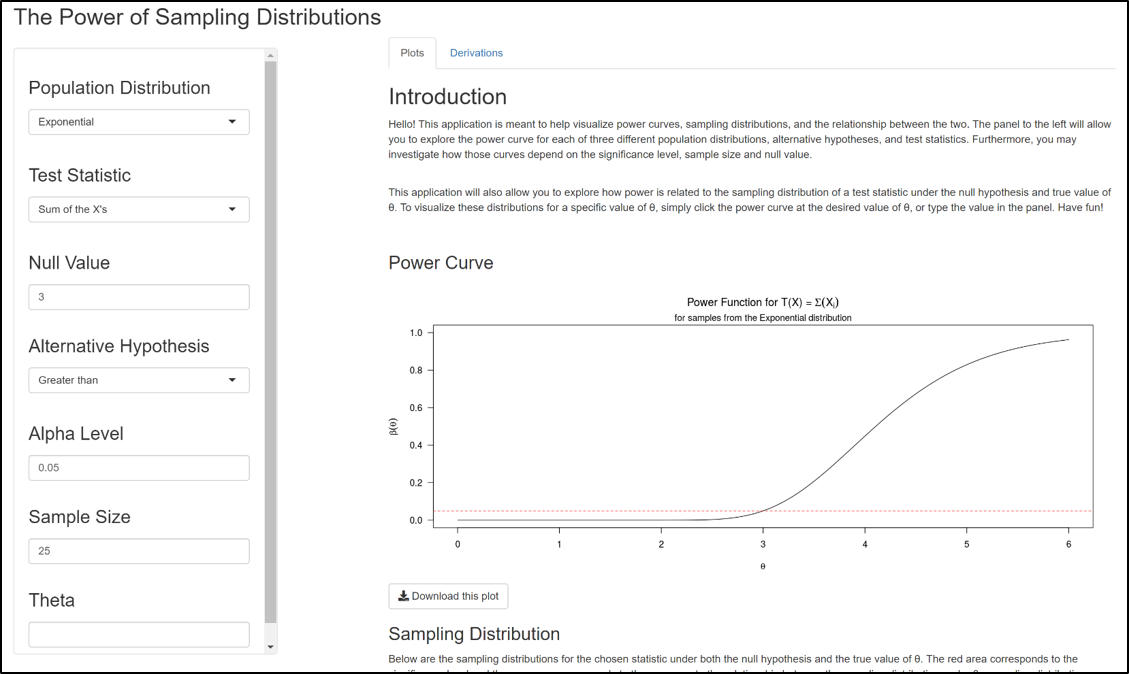 The Power of Sampling Distributions
Population Distribution
Exponential
Test Statistic
Sum of the X's
Null Value
3
Alternative Hypothesis
Greater than
Alpha Level
0.05
Sample Size
25
Theta
Plots
Derivations
Introduction
Hello! This application is meant to help visualize power curves, sampling distributions, and the relationship between the two. The panel to the left will allow
you to explore the power curve for each of three different population distributions, alternative hypotheses, and test statistics. Furthermore, you may
investigate how those curves depend on the significance level, sample size and null value.
This application will also allow you to explore how power is related to the sampling distribution of a test statistic under the null hypothesis and true value of
θ. To visualize these distributions for a specific value of θ, simply click the power curve at the desired value of θ, or type the value in the panel. Have fun!
Power Curve
Power Function for T(X) = Σ(Xᵢ)
for samples from the Exponential distribution
β(θ)
1.0
0.8
0.6
0.4
0.2
0.0
0 1 2 3 4 5 6
θ
Download this plot
Sampling Distribution
Below are the sampling distributions for the chosen statistic under both the null hypothesis and the true value of θ. The red area corresponds to the